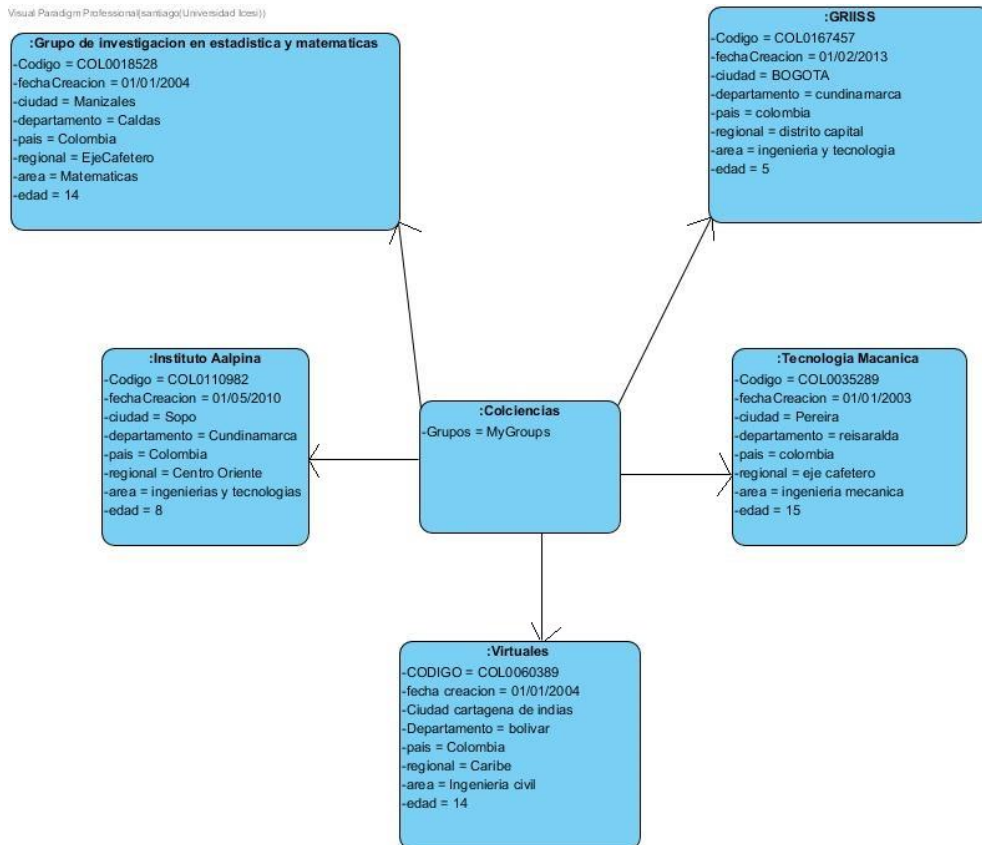 Visual Paradigm Professional(santiago(Universidad Icesi))
:Grupo de investigacion en estadistica y matematicas
-Codigo = COL0018528
-fechaCreacion = 01/01/2004
-ciudad = Manizales
-departamento = Caldas
-pais = Colombia
-regional = EjeCafetero
-area = Matematicas
-edad = 14
:GRIISS
-Codigo = COL0167457
-fechaCreacion = 01/02/2013
-ciudad = BOGOTA
-departamento = cundinamarca
-pais = colombia
-regional = distrito capital
-area = ingenieria y tecnologia
-edad = 5
:Instituto Aalpina
-Codigo = COL0110982
-fechaCreacion = 01/05/2010
-ciudad = Sopo
-departamento = Cundinamarca
-pais = Colombia
-regional = Centro Oriente
-area = ingenierias y tecnologias
-edad = 8
:Colciencias
-Grupos = MyGroups
:Tecnologia Macanica
-Codigo = COL0035289
-fechaCreacion = 01/01/2003
-ciudad = Pereira
-departamento = reisaralda
-pais = colombia
-regional = eje cafetero
-area = ingenieria mecanica
-edad = 15
:Virtuales
-CODIGO = COL0060389
-fecha creacion = 01/01/2004
-Ciudad cartagena de indias
-Departamento = bolivar
-pais = Colombia
-regional = Caribe
-area = Ingenieria civil
-edad = 14